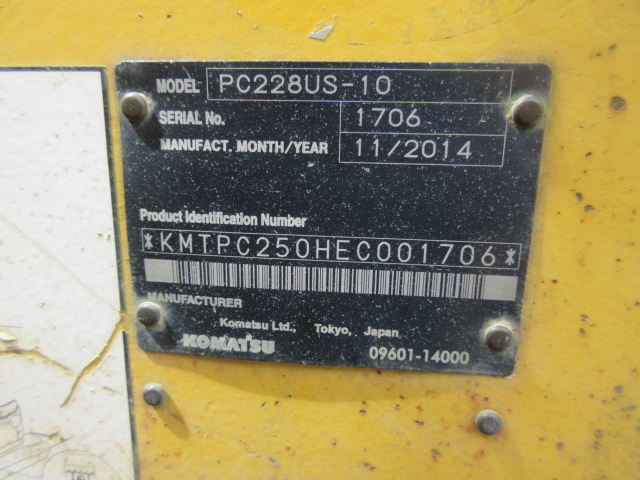 MODEL PC228US-10
SERIAL No. 1706
MANUFACT. MONTH/YEAR 11/2014
Product Identification Number
*KMTPC250HEC001706*
MANUFACTURER
Komatsu Ltd., Tokyo, Japan
KOMATSU 09601-14000